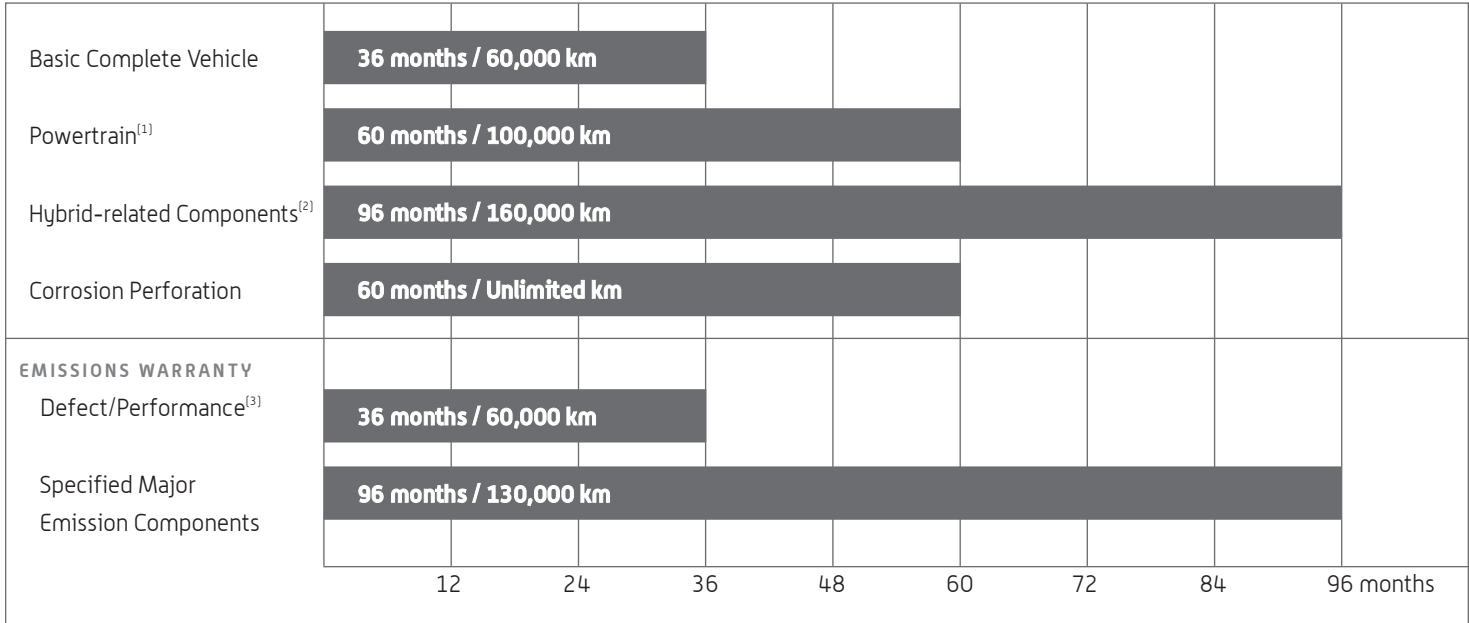 Basic Complete Vehicle
36 months / 60,000 km
Powertrain(1)
60 months / 100,000 km
Hybrid-related Components(2)
96 months / 160,000 km
Corrosion Perforation
60 months / Unlimited km
EMISSIONS WARRANTY
Defect/Performance(3)
36 months / 60,000 km
Specified Major
Emission Components
96 months / 130,000 km
12 24 36 48 60 72 84 96 months